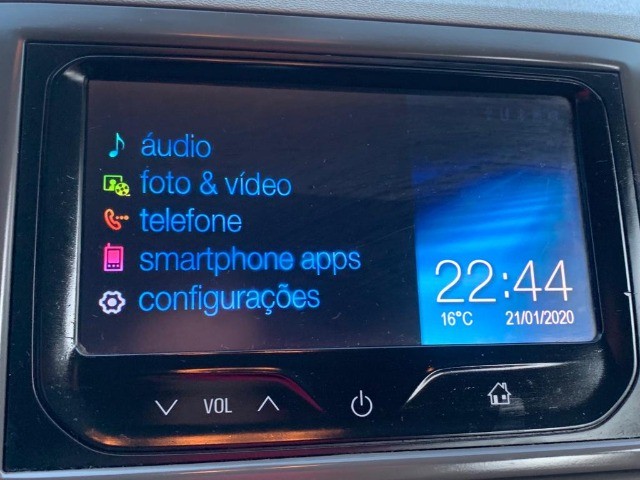 áudio
foto & vídeo
telefone
smartphone apps
configurações
22:44
16°C 21/01/2020
VOL